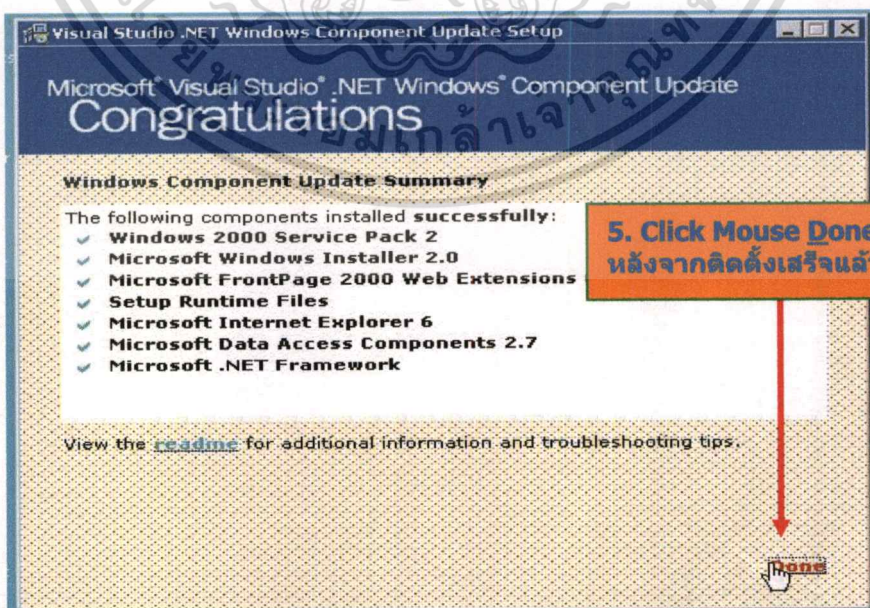 Visual Studio .NET Windows Component Update Setup
Microsoft® Visual Studio® .NET Windows® Component Update
Congratulations
Windows Component Update Summary
The following components installed successfully:
Windows 2000 Service Pack 2
Microsoft Windows Installer 2.0
Microsoft FrontPage 2000 Web Extensions
Setup Runtime Files
Microsoft Internet Explorer 6
Microsoft Data Access Components 2.7
Microsoft .NET Framework
5. Click Mouse Done
หลังจากติดตั้งเสร็จแล้ว
View the readme for additional information and troubleshooting tips.
Done